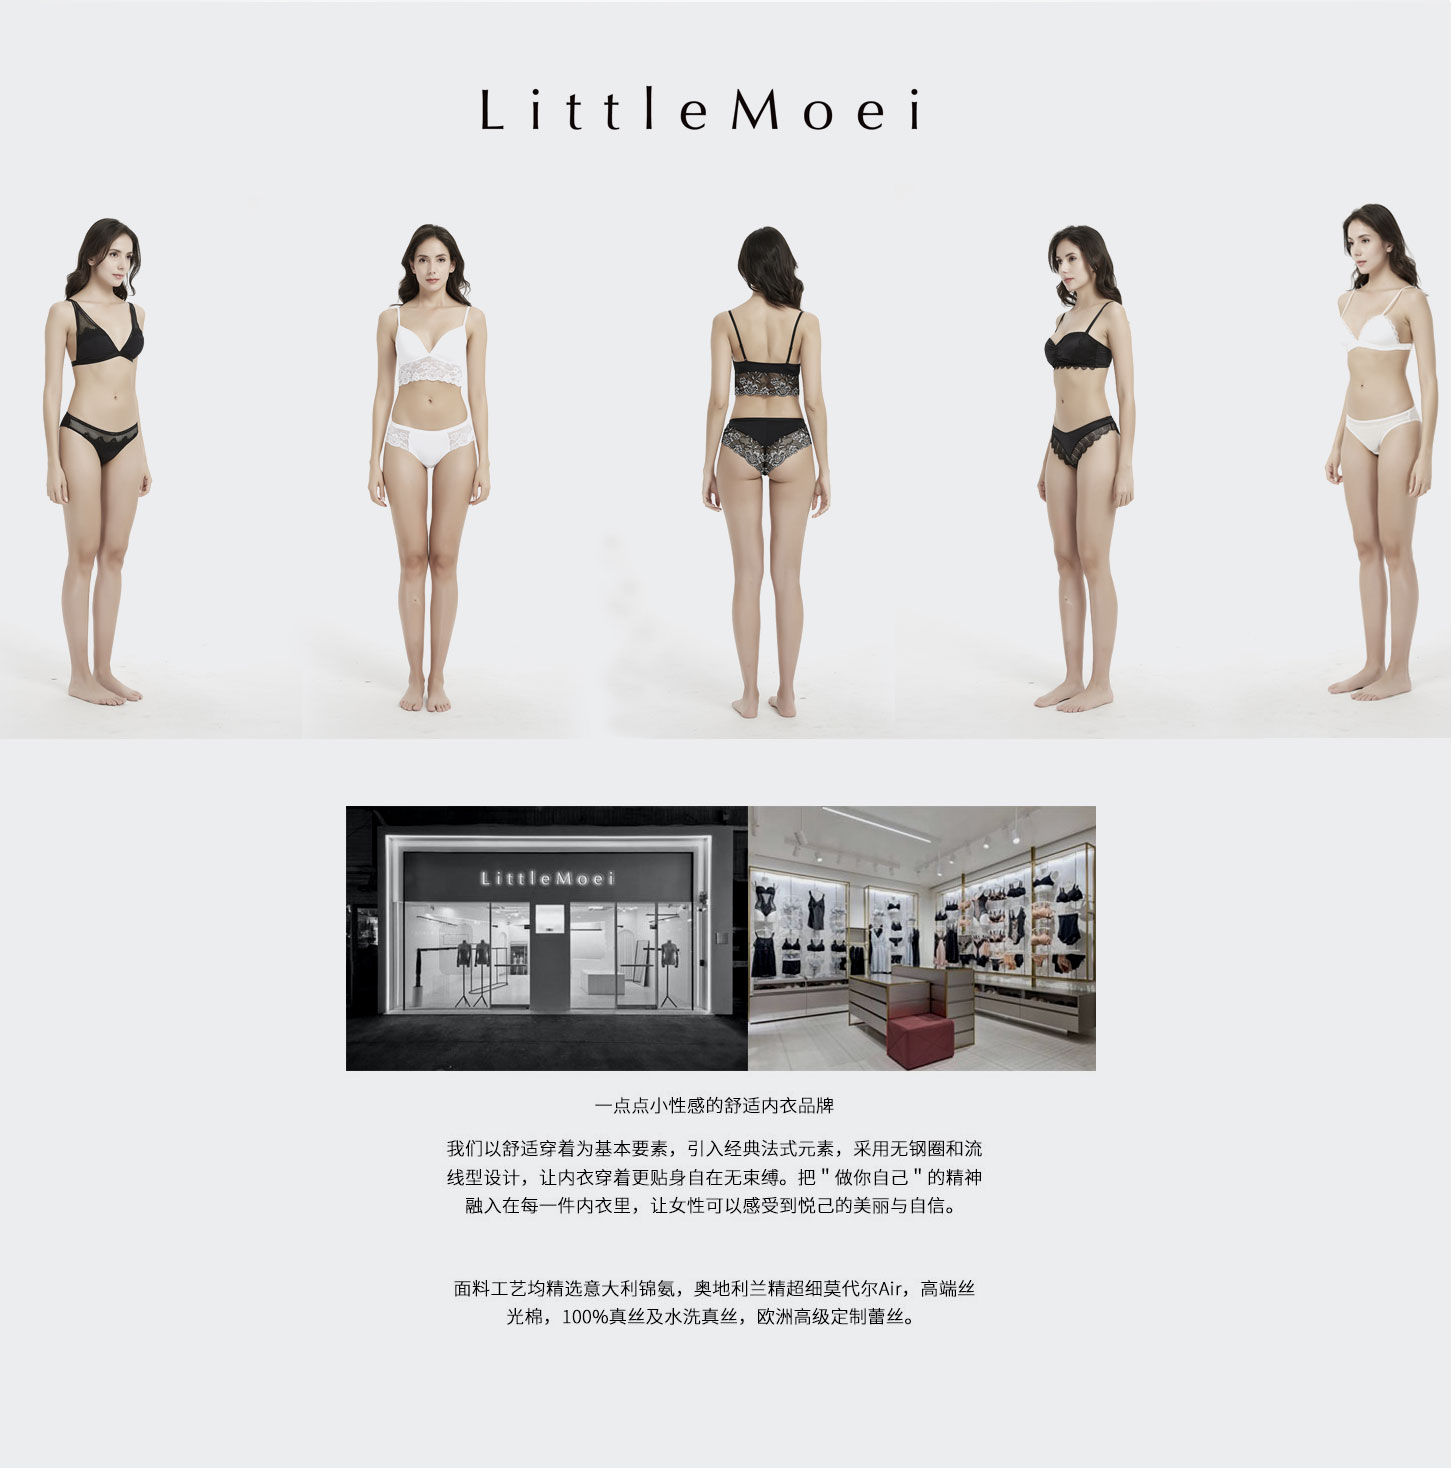 LittleMoei
LittleMoei
一点点小性感的舒适内衣品牌
我们以舒适穿着为基本要素，引入经典法式元素，采用无钢圈和流
线型设计，让内衣穿着更贴身自在无束缚。把＂做你自己＂的精神
融入在每一件内衣里，让女性可以感受到悦己的美丽与自信。
面料工艺均精选意大利锦氨，奥地利兰精超细莫代尔Air，高端丝
光棉，100%真丝及水洗真丝，欧洲高级定制蕾丝。